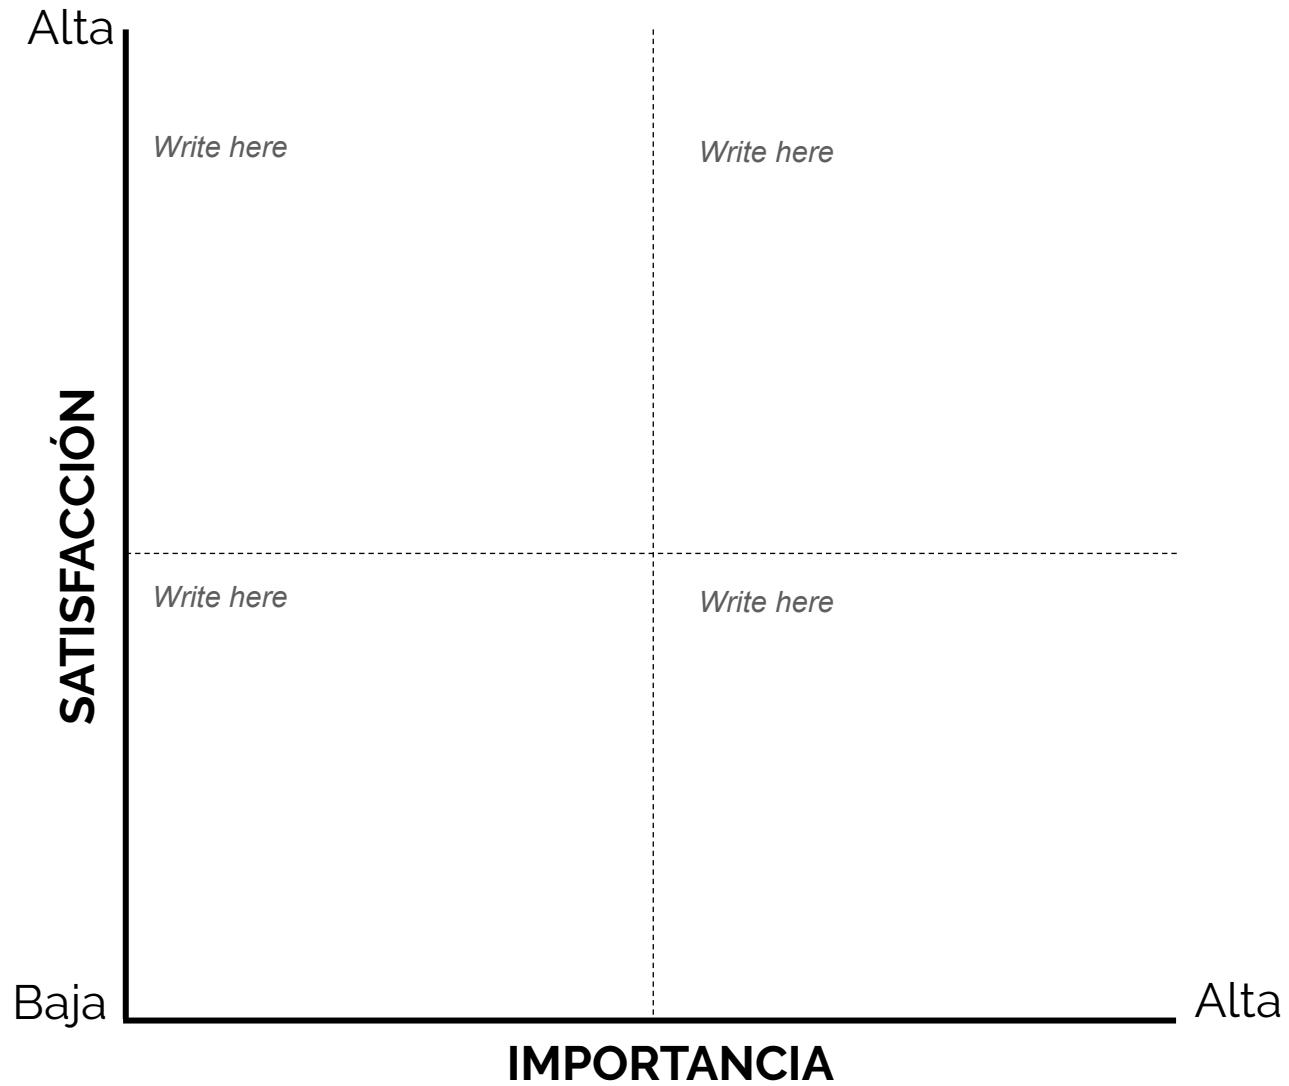 Alta
Write here
Write here
SATISFACCIÓN
Write here
Write here
Baja
Alta
IMPORTANCIA